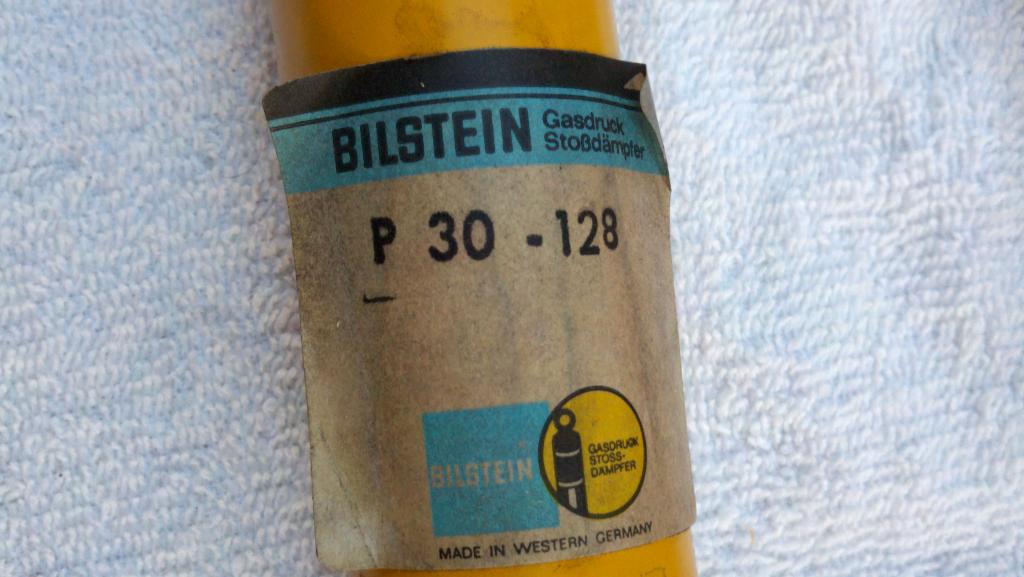 BILSTEIN Gasdruck
Stoßdämpfer
P 30 - 128
BILSTEIN
GASDRUCK
STOSS-
DÄMPFER
MADE IN WESTERN GERMANY